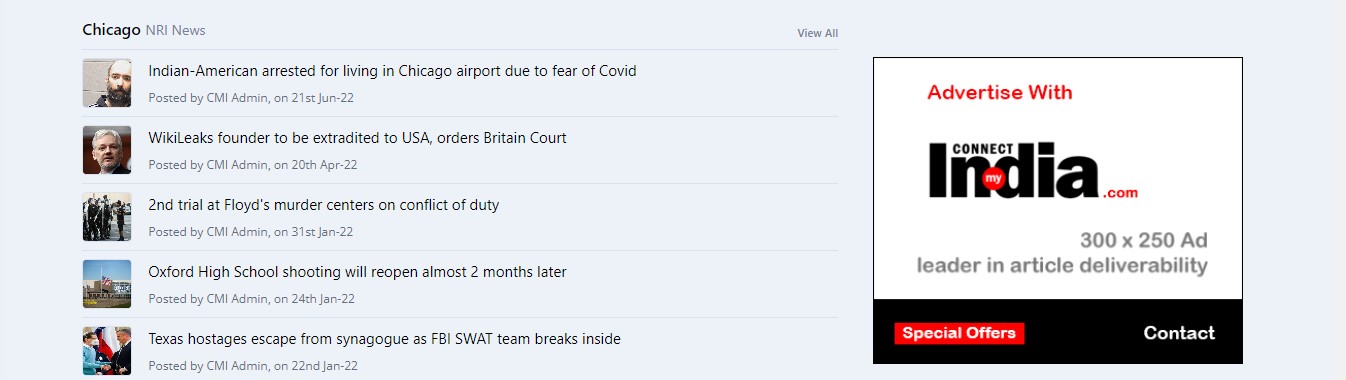 Chicago NRI News
View All
Indian-American arrested for living in Chicago airport due to fear of Covid
Posted by CMI Admin, on 21st Jun-22
WikiLeaks founder to be extradited to USA, orders Britain Court
Posted by CMI Admin, on 20th Apr-22
2nd trial at Floyd's murder centers on conflict of duty
Posted by CMI Admin, on 31st Jan-22
Oxford High School shooting will reopen almost 2 months later
Posted by CMI Admin, on 24th Jan-22
Texas hostages escape from synagogue as FBI SWAT team breaks inside
Posted by CMI Admin, on 22nd Jan-22
Advertise With
CONNECT
my
India
.com
300 x 250 Ad
leader in article deliverability
Special Offers
Contact